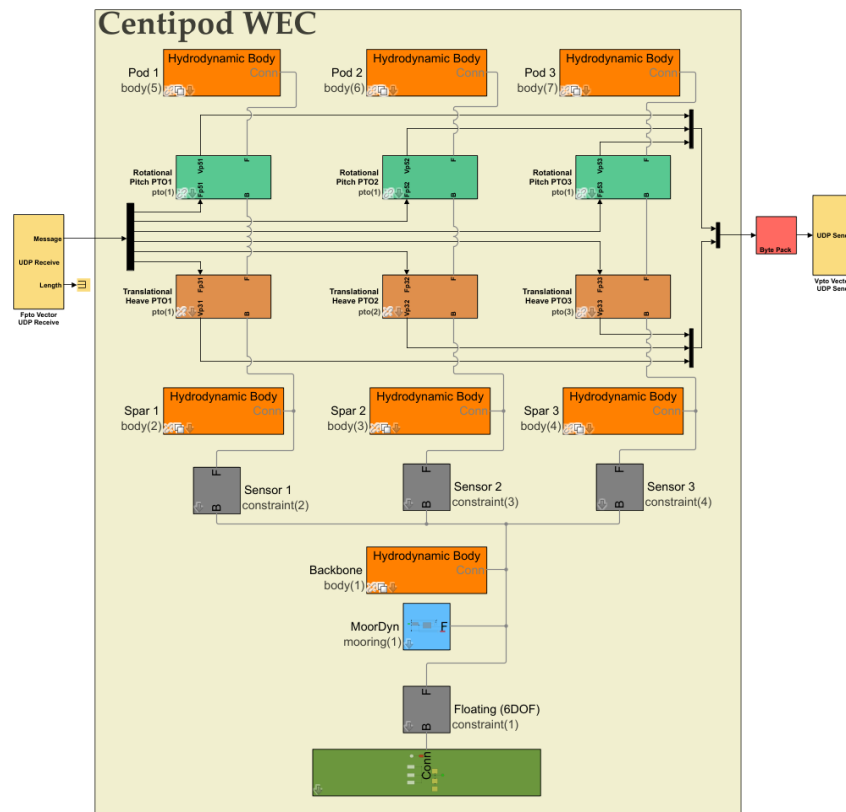 Centipod WEC
Hydrodynamic Body
Conn
Pod 1
body(5)
Hydrodynamic Body
Conn
Pod 2
body(6)
Hydrodynamic Body
Conn
Pod 3
body(7)
Rotational
Pitch PTO1
pto(1)
Vp51
Fp51
F
B
Rotational
Pitch PTO2
pto(1)
Vp52
Fp52
F
B
Rotational
Pitch PTO3
pto(1)
Vp53
Fp53
F
B
Message
UDP Receive
Length
Fpto Vector
UDP Receive
Byte Pack
UDP Send
Vpto Vector
UDP Send
Translational
Heave PTO1
pto(1)
Fp31
Vp31
F
B
Translational
Heave PTO2
pto(2)
Fp32
Vp32
F
B
Translational
Heave PTO3
pto(3)
Fp33
Vp33
F
B
Hydrodynamic Body
Conn
Spar 1
body(2)
Hydrodynamic Body
Conn
Spar 2
body(3)
Hydrodynamic Body
Conn
Spar 3
body(4)
F
B
Sensor 1
constraint(2)
F
B
Sensor 2
constraint(3)
F
B
Sensor 3
constraint(4)
Hydrodynamic Body
Conn
Backbone
body(1)
MoorDyn
mooring(1)
F
F
B
Floating (6DOF)
constraint(1)
Conn